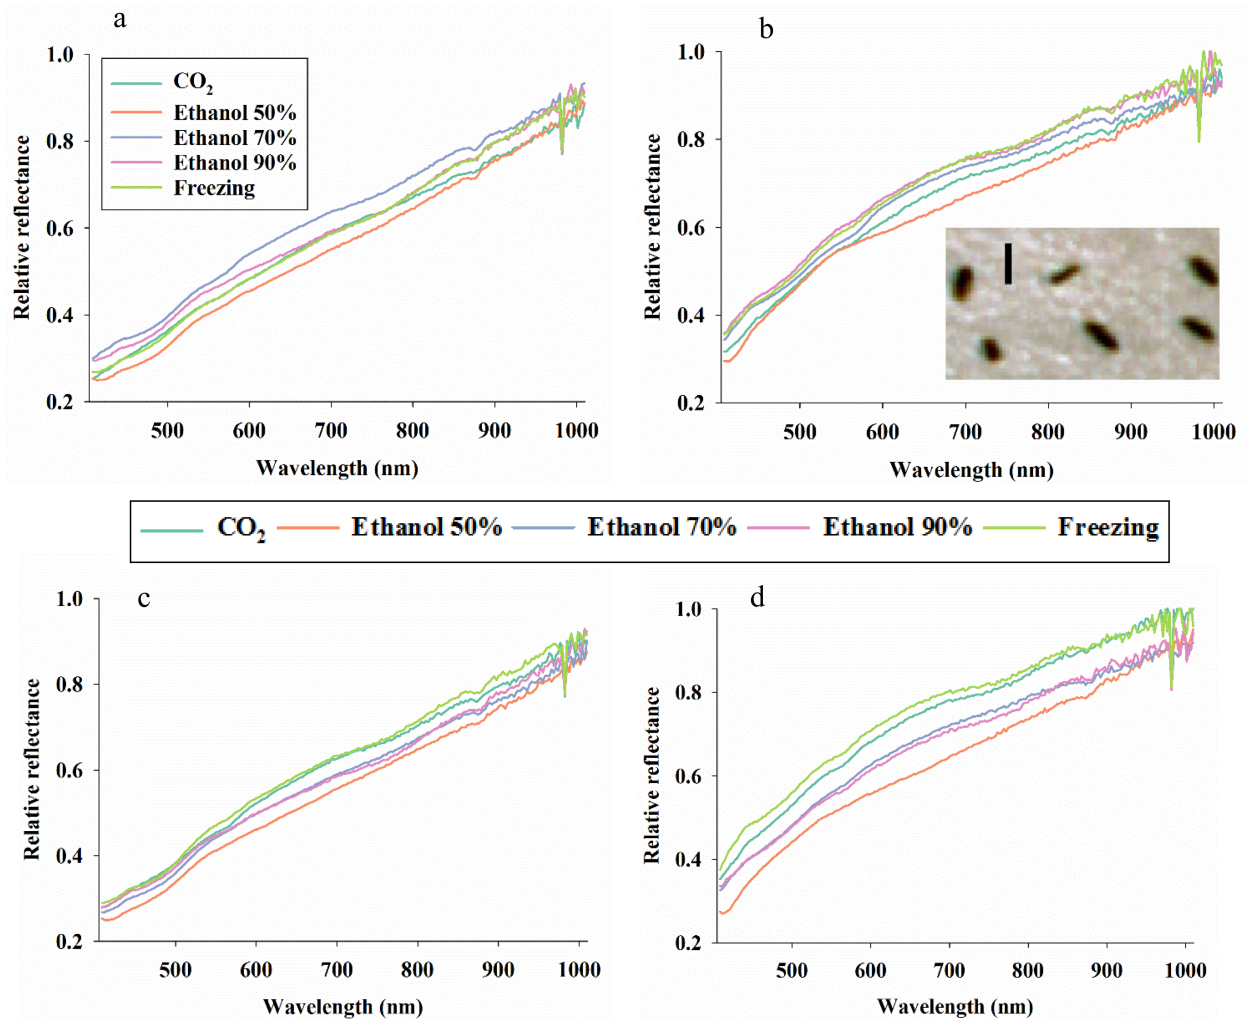 a
1.0
0.8
0.6
0.4
0.2
Relative reflectance
CO2
Ethanol 50%
Ethanol 70%
Ethanol 90%
Freezing
500 600 700 800 900 1000
Wavelength (nm)
b
1.0
0.8
0.6
0.4
0.2
Relative reflectance
500 600 700 800 900 1000
Wavelength (nm)
CO2 Ethanol 50% Ethanol 70% Ethanol 90% Freezing
c
1.0
0.8
0.6
0.4
0.2
Relative reflectance
500 600 700 800 900 1000
Wavelength (nm)
d
1.0
0.8
0.6
0.4
0.2
Relative reflectance
500 600 700 800 900 1000
Wavelength (nm)